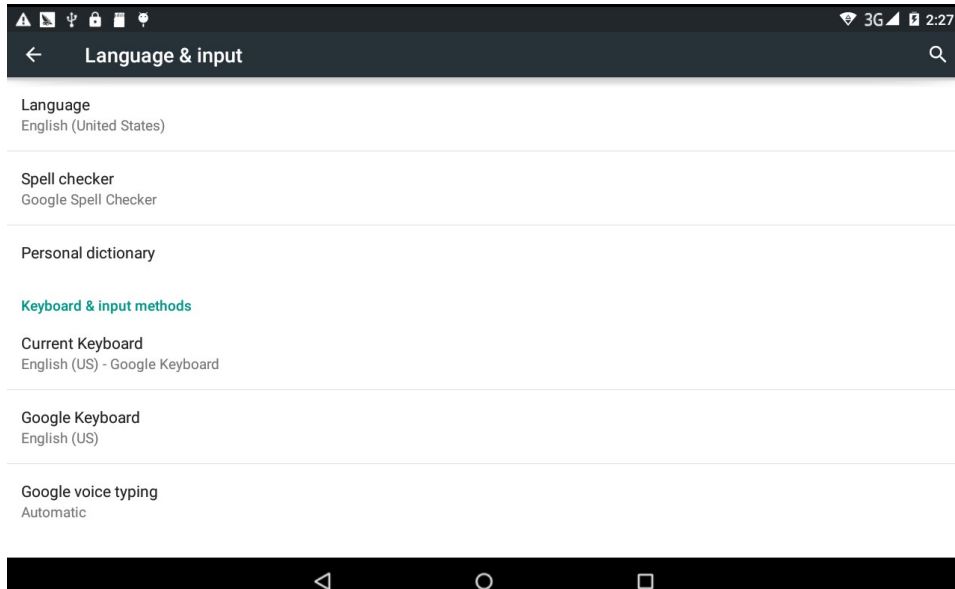 3G 2:27
Language & input
Language
English (United States)
Spell checker
Google Spell Checker
Personal dictionary
Keyboard & input methods
Current Keyboard
English (US) - Google Keyboard
Google Keyboard
English (US)
Google voice typing
Automatic